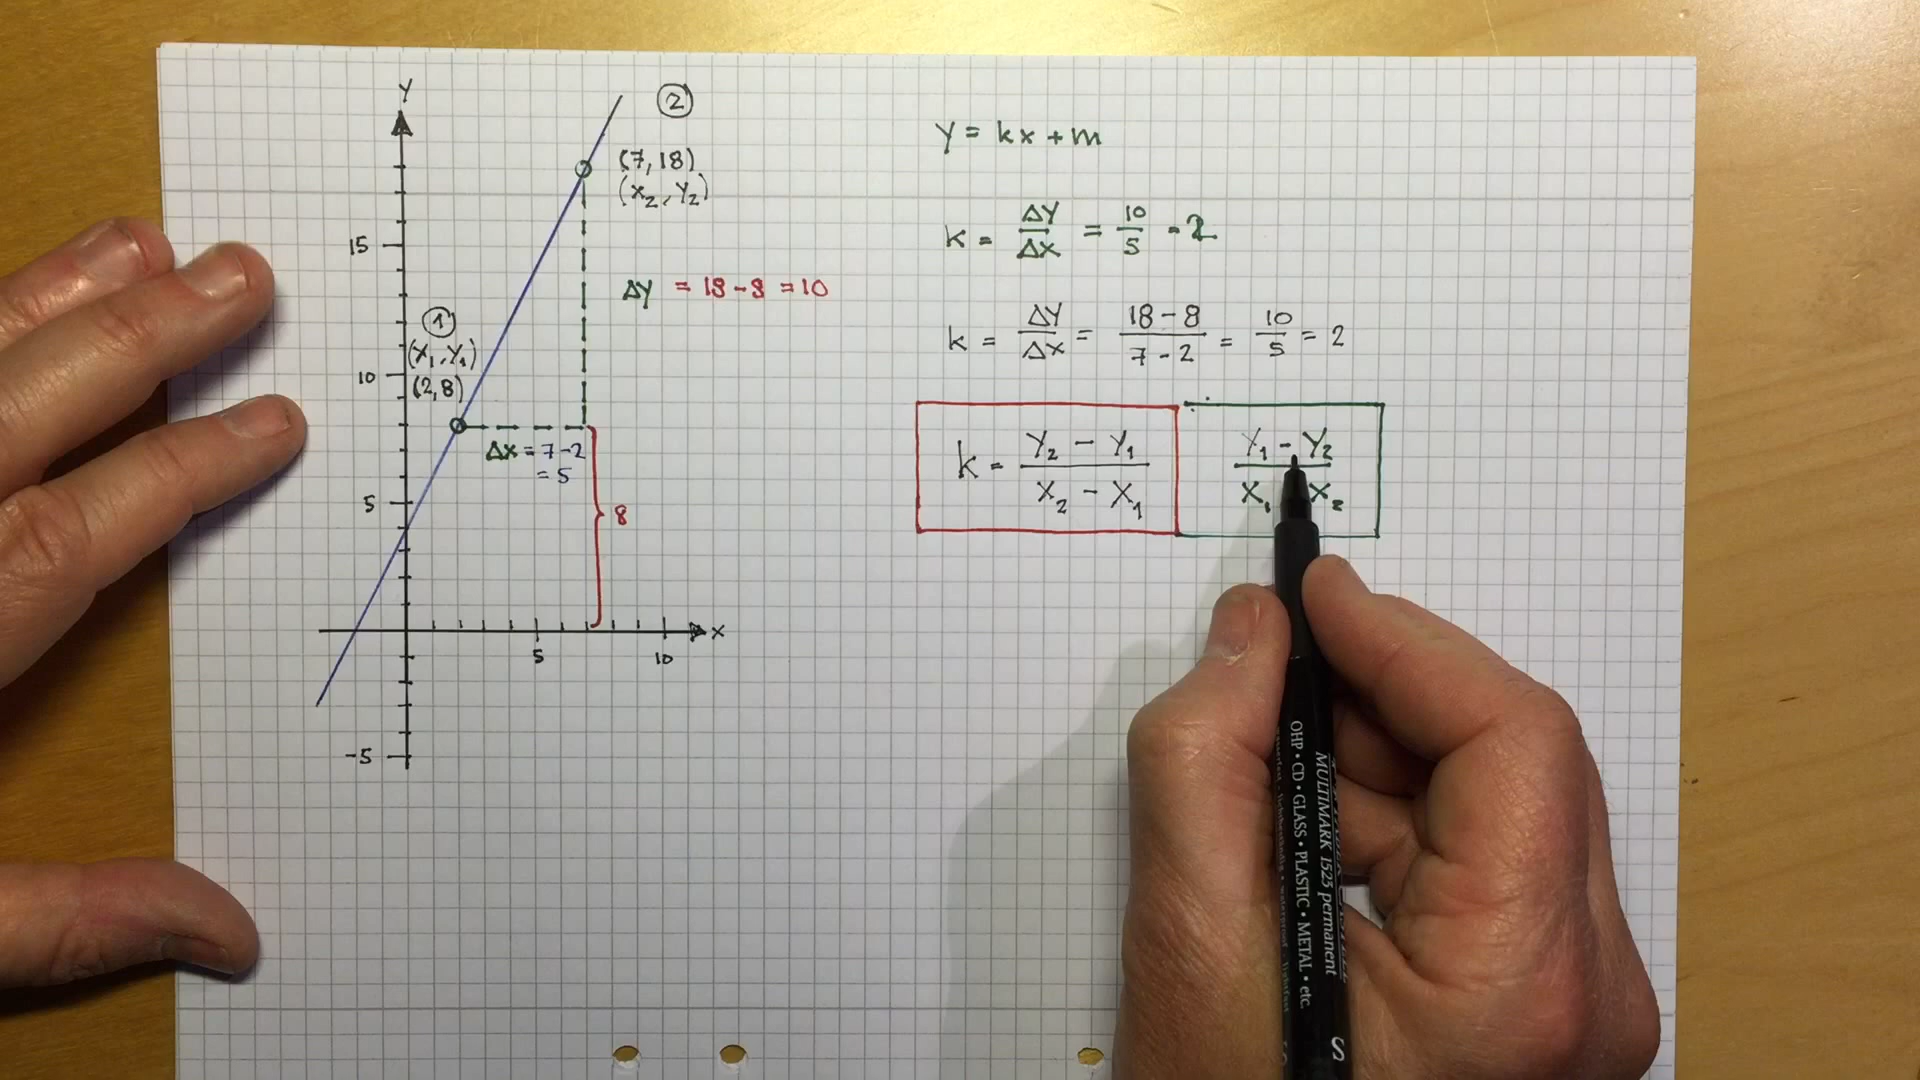 Y
②
(7,18)
(X₂, Y₂)
15
ΔY = 18 - 8 = 10
①
(X₁, Y₁)
10
(2,8)
ΔX = 7-2
= 5
5
8
X
5
10
-5
y = kx + m
k = ΔY/ΔX = 10/5 = 2
k = ΔY/ΔX = 18 - 8/7 - 2 = 10/5 = 2
k = Y₂ - Y₁/X₂ - X₁
Y₁ - Y₂/X₁ X₂
MULTIMARK 1523 permanent
OHP • CD • GLASS • PLASTIC • METAL • etc.
S